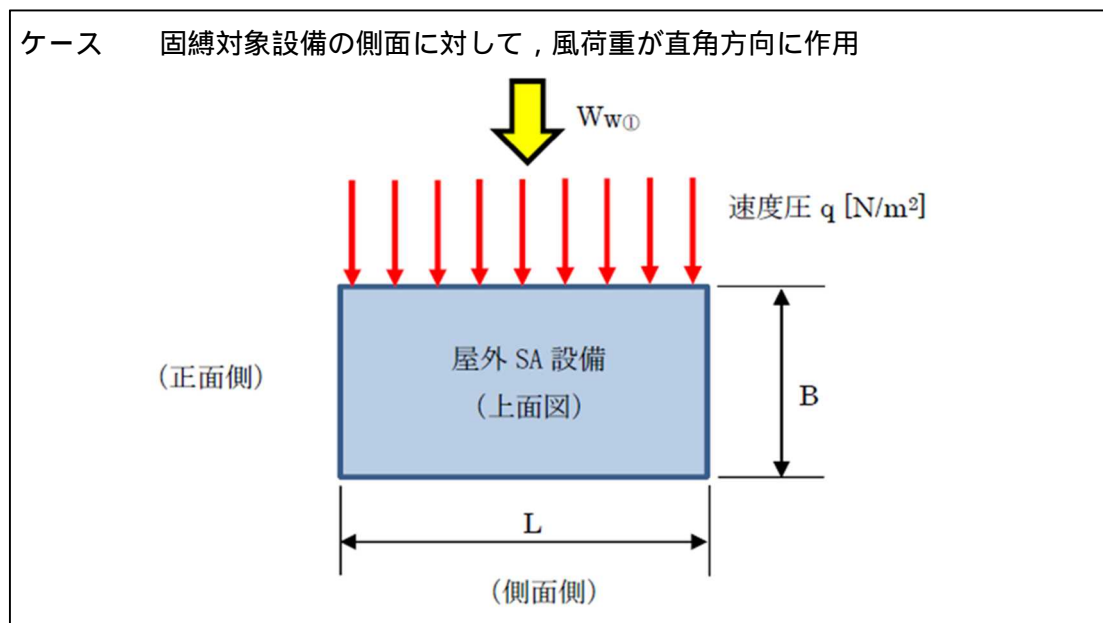 ケース　　固縛対象設備の側面に対して，風荷重が直角方向に作用
Ww①
速度圧 q [N/m²]
屋外 SA 設備
（上面図）
（正面側）
B
L
（側面側）